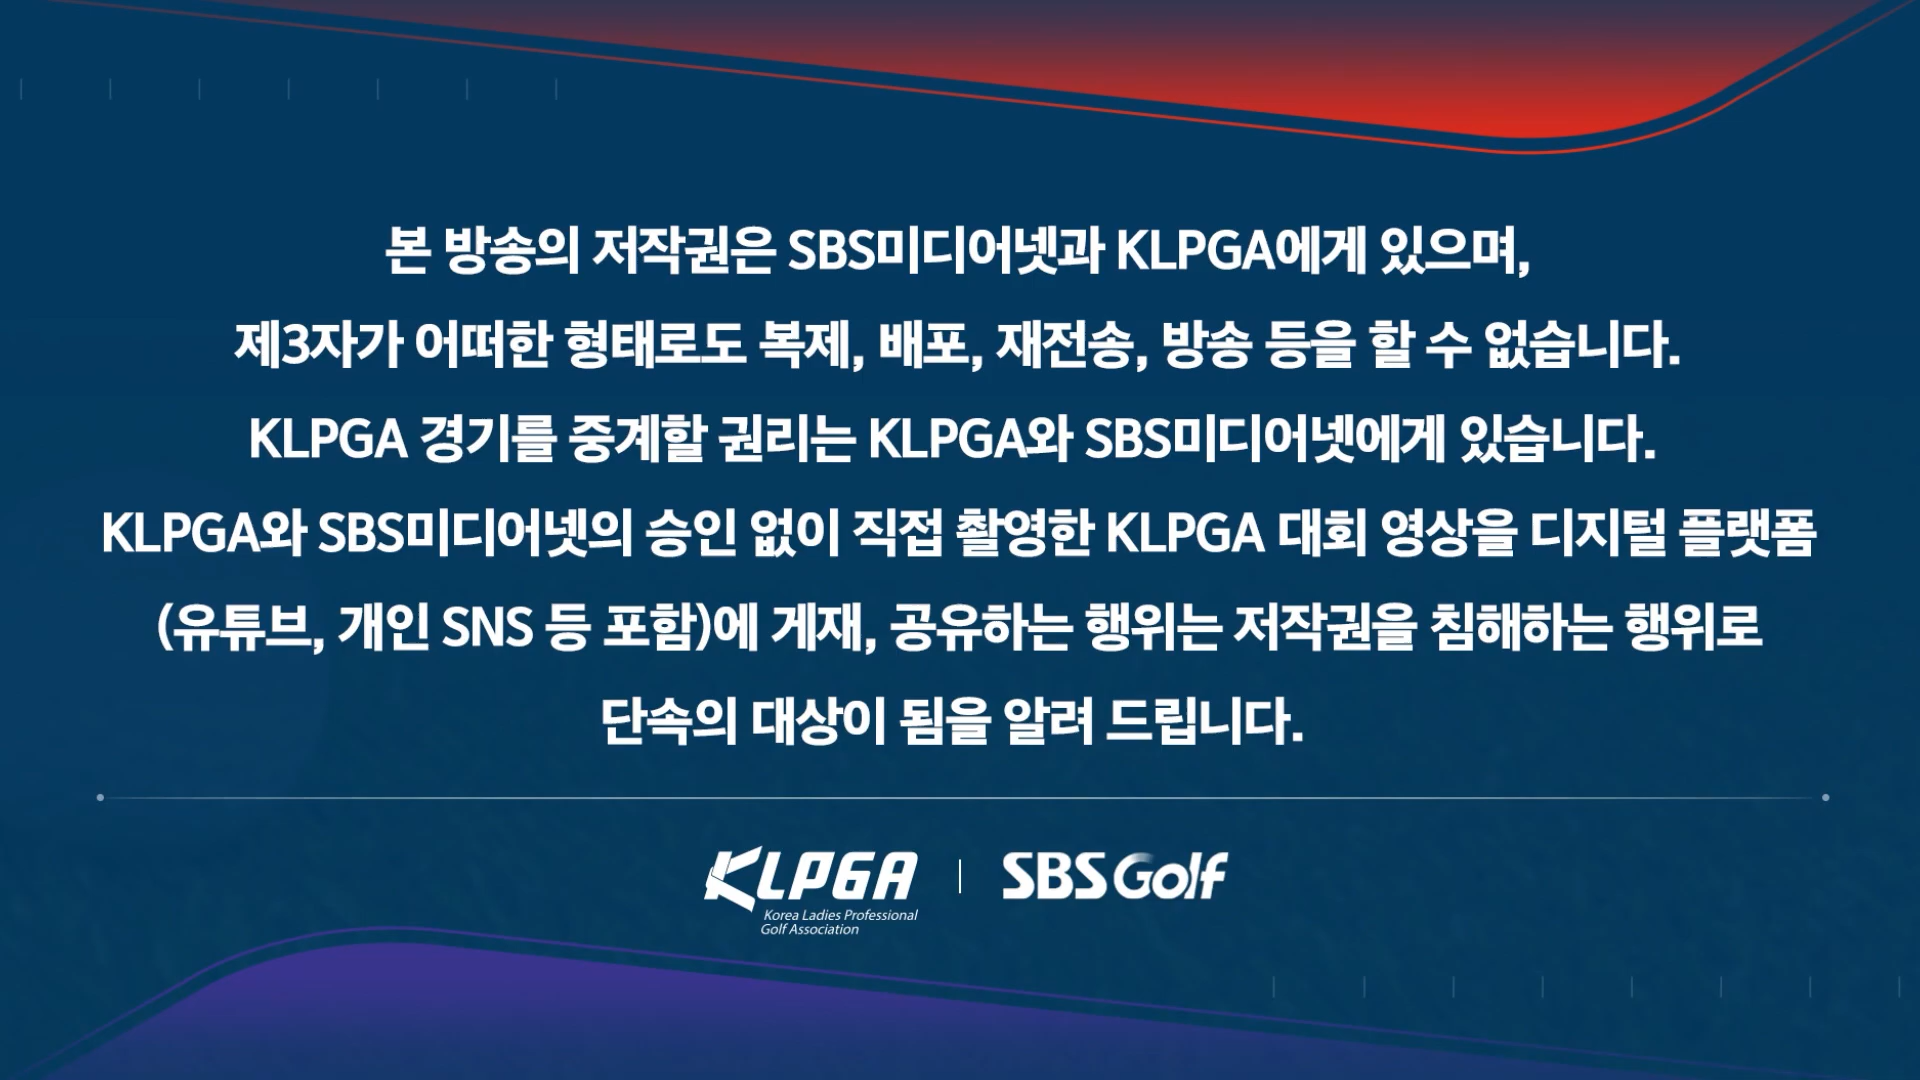 본 방송의 저작권은 SBS미디어넷과 KLPGA에게 있으며,
제3자가 어떠한 형태로도 복제, 배포, 재전송, 방송 등을 할 수 없습니다.
KLPGA 경기를 중계할 권리는 KLPGA와 SBS미디어넷에게 있습니다.
KLPGA와 SBS미디어넷의 승인 없이 직접 촬영한 KLPGA 대회 영상을 디지털 플랫폼
(유튜브, 개인 SNS 등 포함)에 게재, 공유하는 행위는 저작권을 침해하는 행위로
단속의 대상이 됨을 알려 드립니다.
KLPGA
Korea Ladies Professional
Golf Association
SBS Golf